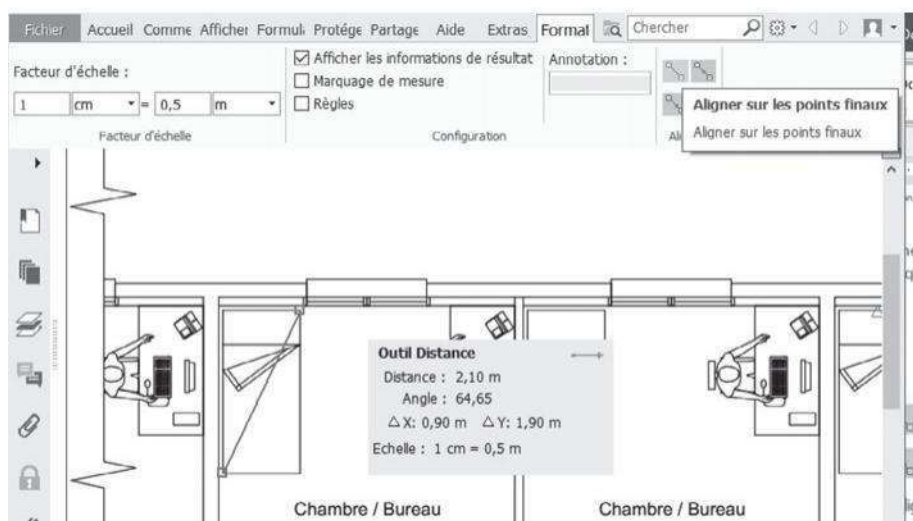 Fichier Accueil Comme Afficher Formul Protége Partage Aide Extras Format Chercher
Facteur d'échelle :
1 cm = 0,5 m
Facteur d'échelle
Afficher les informations de résultat
Marquage de mesure
Règles
Annotation :
Configuration
Aligner sur les points finaux
Aligner sur les points finaux
Outil Distance
Distance : 2,10 m
Angle : 64,65
△X: 0,90 m △Y: 1,90 m
Echelle : 1 cm = 0,5 m
Chambre / Bureau
Chambre / Bureau